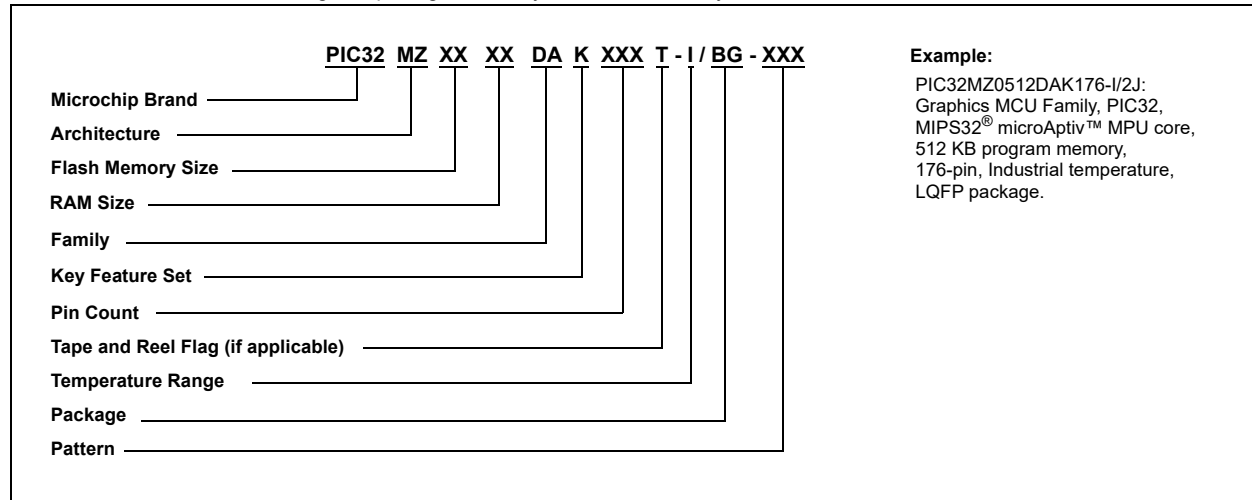 PIC32 MZ XX XX DA K XXX T - I / BG - XXX
Microchip Brand
Architecture
Flash Memory Size
RAM Size
Family
Key Feature Set
Pin Count
Tape and Reel Flag (if applicable)
Temperature Range
Package
Pattern
Example:
PIC32MZ0512DAK176-I/2J:
Graphics MCU Family, PIC32,
MIPS32® microAptiv™ MPU core,
512 KB program memory,
176-pin, Industrial temperature,
LQFP package.